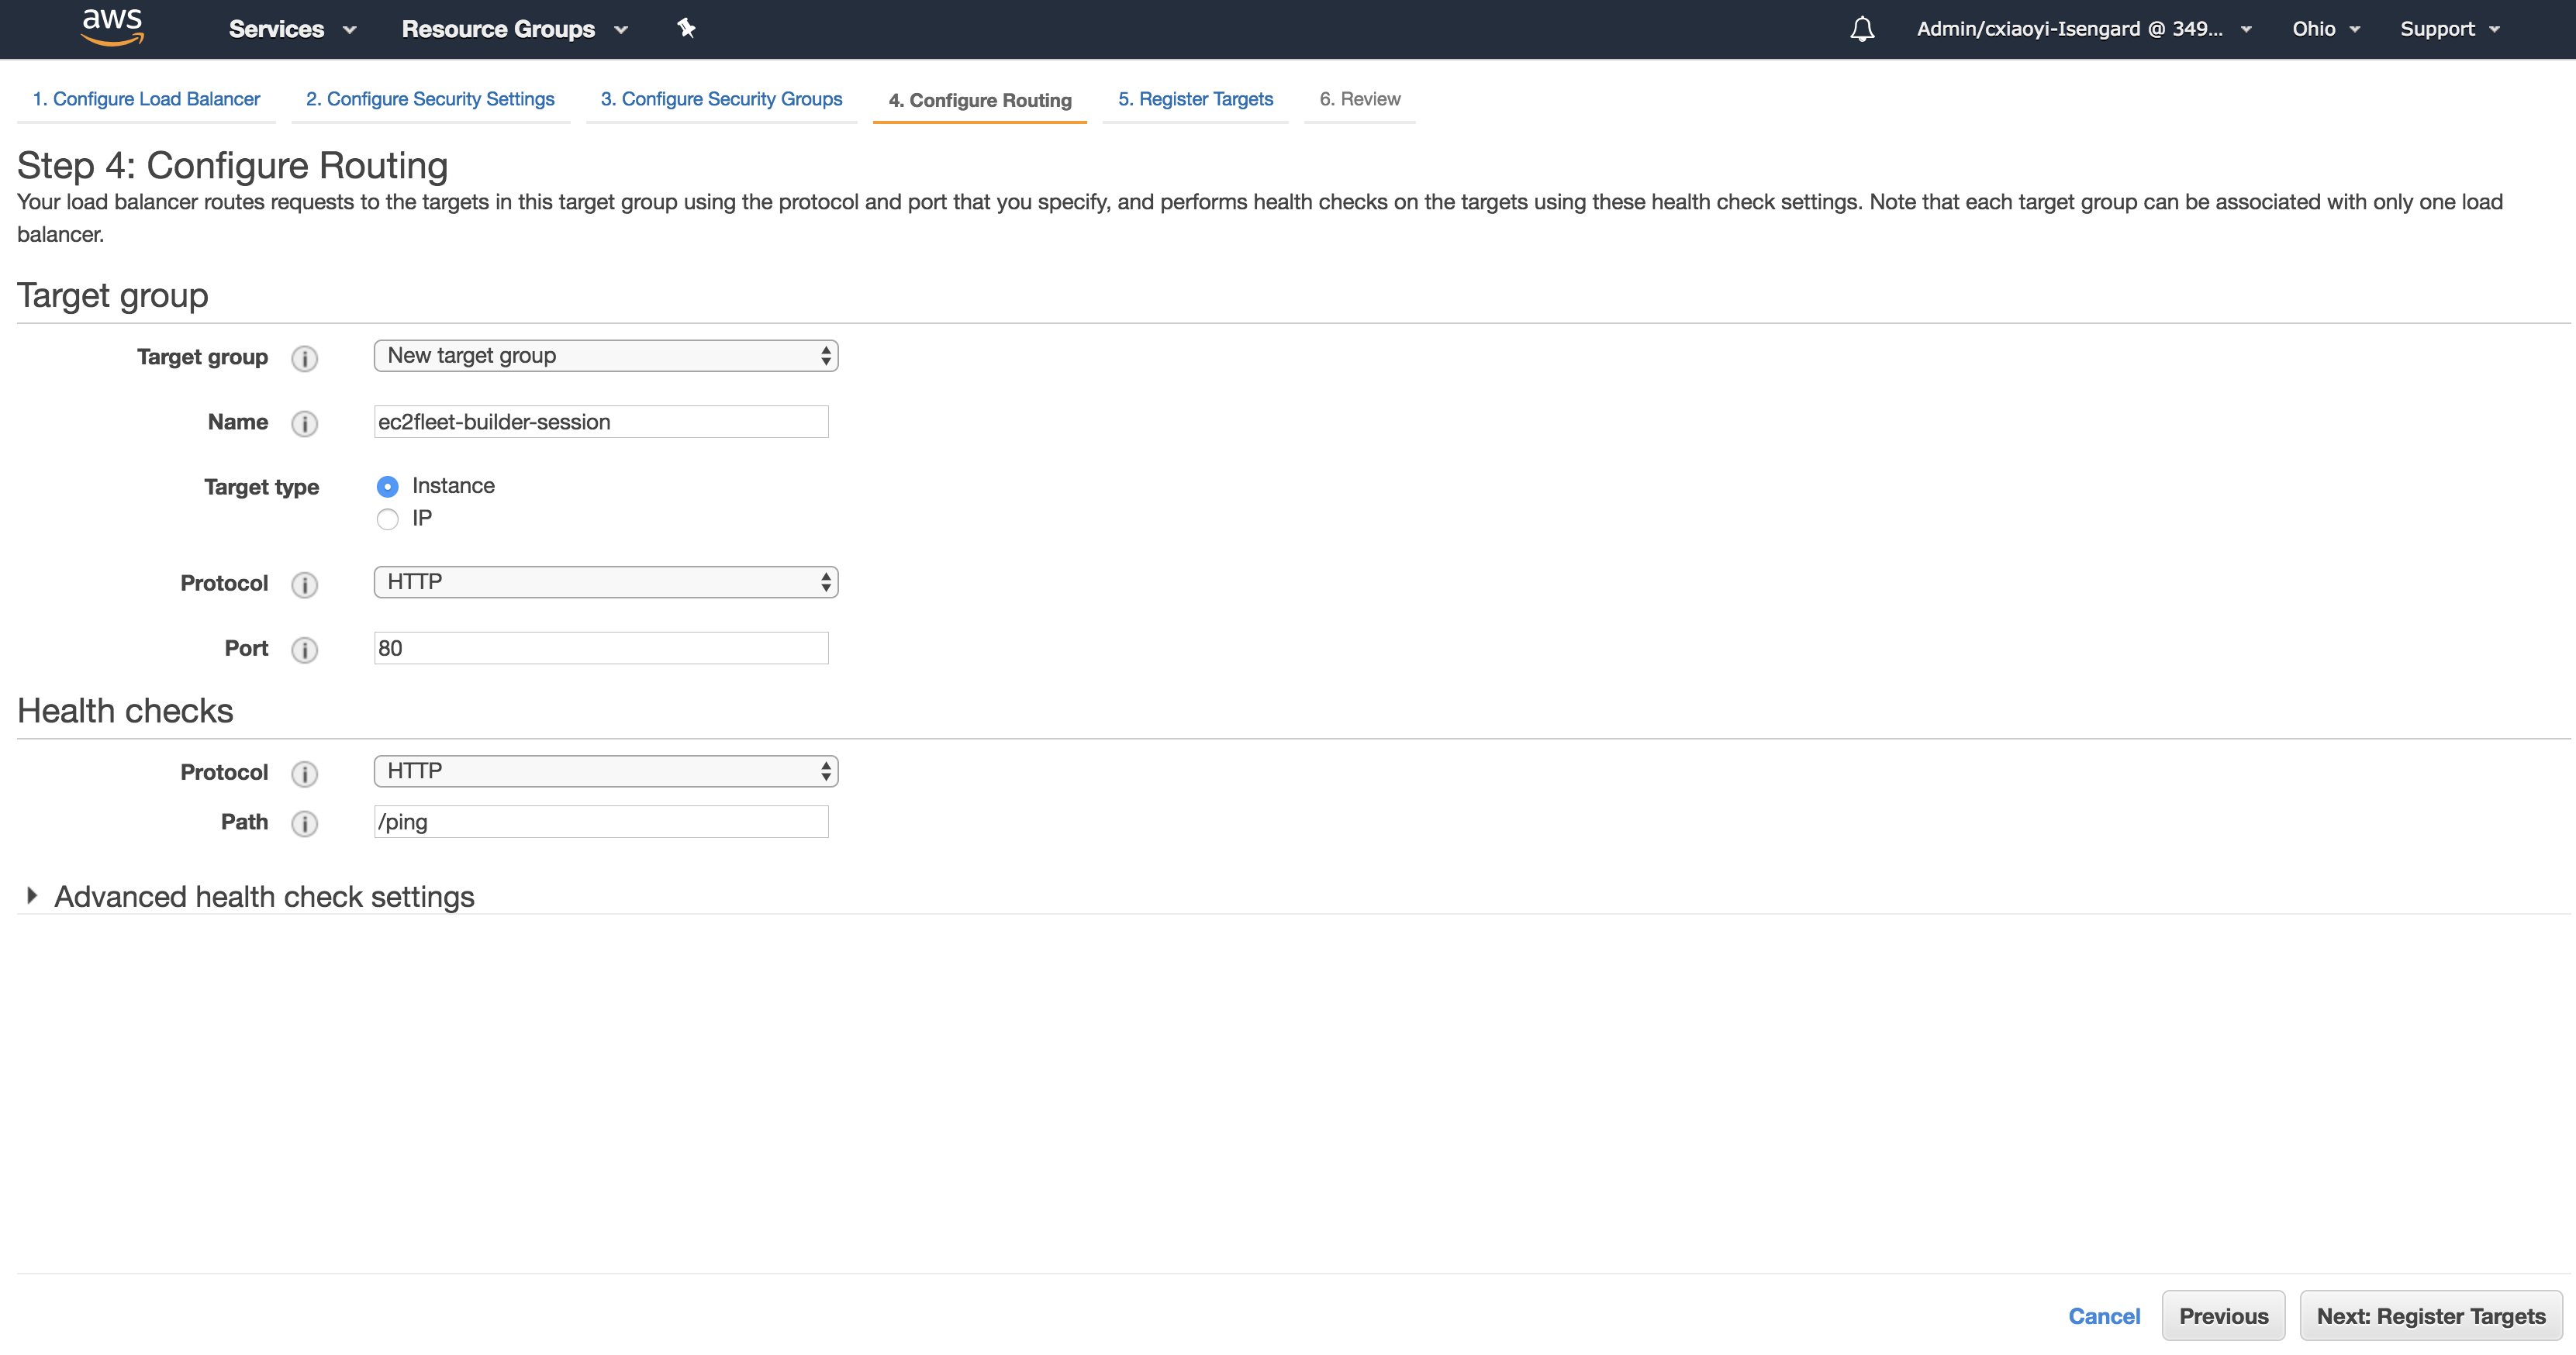 aws Services Resource Groups Admin/cxiaoyi-Isengard @ 349... Ohio Support
1. Configure Load Balancer 2. Configure Security Settings 3. Configure Security Groups 4. Configure Routing 5. Register Targets 6. Review
Step 4: Configure Routing
Your load balancer routes requests to the targets in this target group using the protocol and port that you specify, and performs health checks on the targets using these health check settings. Note that each target group can be associated with only one load
balancer.
Target group
Target group i New target group
Name i ec2fleet-builder-session
Target type Instance
IP
Protocol i HTTP
Port i 80
Health checks
Protocol i HTTP
Path i /ping
Advanced health check settings
Cancel Previous Next: Register Targets